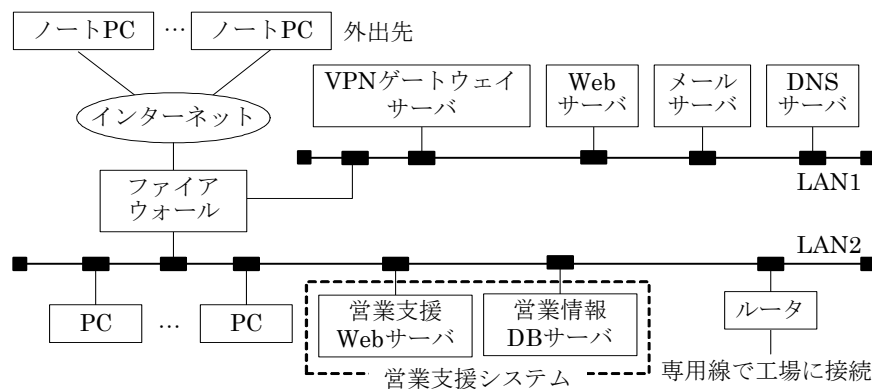 ノートPC … ノートPC 外出先
インターネット
VPNゲートウェイ
サーバ
Web
サーバ
メール
サーバ
DNS
サーバ
LAN1
ファイア
ウォール
LAN2
PC … PC
営業支援
Webサーバ
営業情報
DBサーバ
営業支援システム
ルータ
専用線で工場に接続